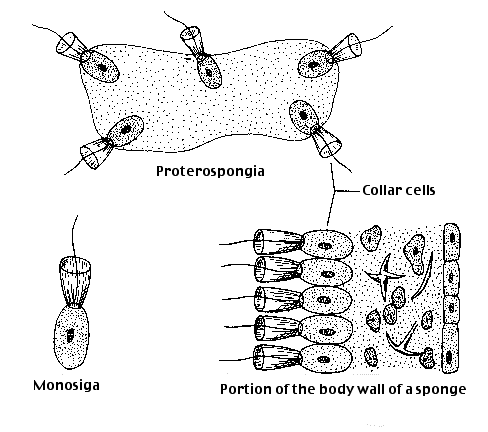 Proterospongia
Collar cells
Monosiga
Portion of the body wall of a sponge